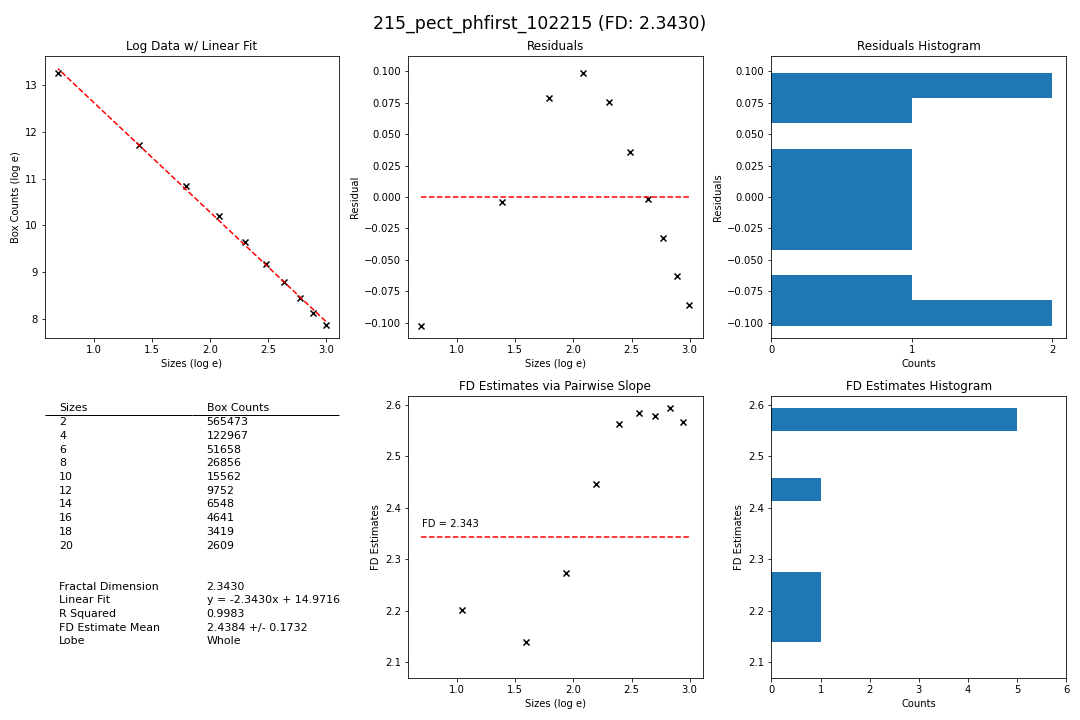 215_pect_phfirst_102215 (FD: 2.3430)
Log Data w/ Linear Fit
Box Counts (log e)
13
12
11
10
9
8
1.0 1.5 2.0 2.5 3.0
Sizes (log e)
Residuals
Residual
0.100
0.075
0.050
0.025
0.000
−0.025
−0.050
−0.075
−0.100
1.0 1.5 2.0 2.5 3.0
Sizes (log e)
Residuals Histogram
Residuals
0.100
0.075
0.050
0.025
0.000
−0.025
−0.050
−0.075
−0.100
0 1 2
Counts
Sizes Box Counts
2 565473
4 122967
6 51658
8 26856
10 15562
12 9752
14 6548
16 4641
18 3419
20 2609
Fractal Dimension 2.3430
Linear Fit y = -2.3430x + 14.9716
R Squared 0.9983
FD Estimate Mean 2.4384 +/- 0.1732
Lobe Whole
FD Estimates via Pairwise Slope
FD Estimates
2.6
2.5
2.4
FD = 2.343
2.3
2.2
2.1
1.0 1.5 2.0 2.5 3.0
Sizes (log e)
FD Estimates Histogram
FD Estimates
2.6
2.5
2.4
2.3
2.2
2.1
0 1 2 3 4 5 6
Counts